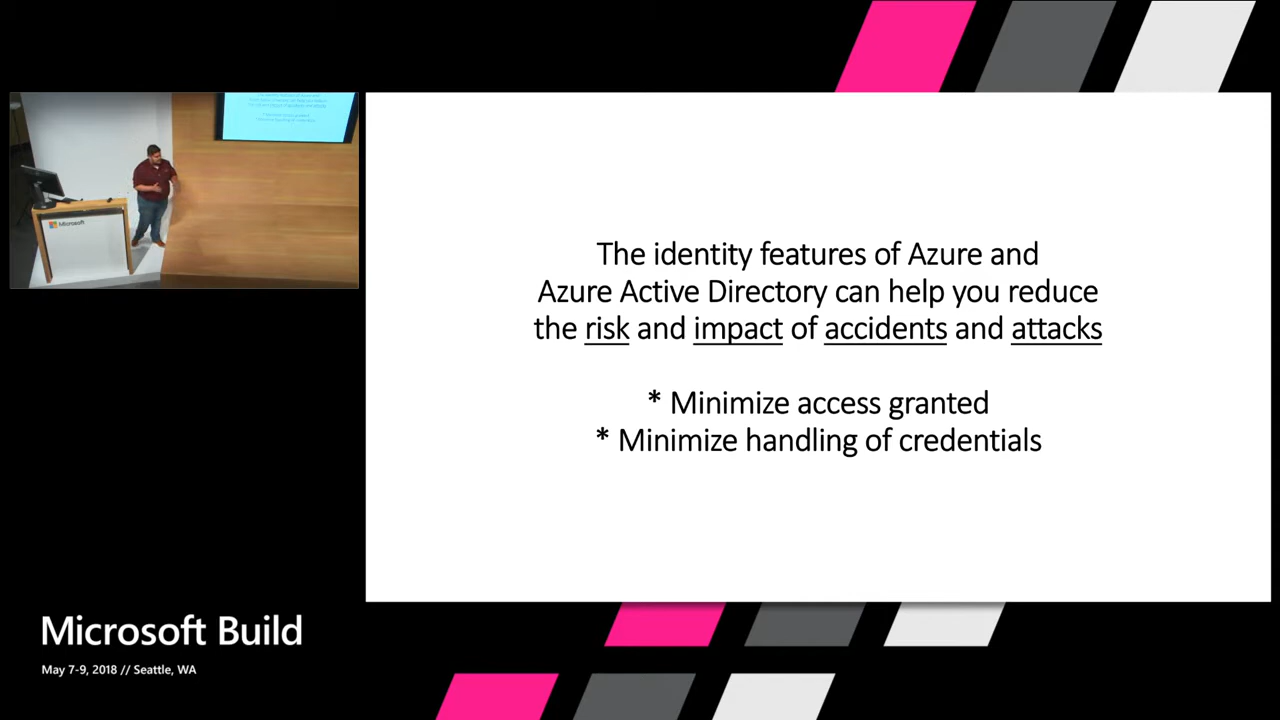 The identity features of Azure and
Azure Active Directory can help you reduce
the risk and impact of accidents and attacks
* Minimize access granted
* Minimize handling of credentials
Microsoft
Microsoft Build
May 7-9, 2018 // Seattle, WA